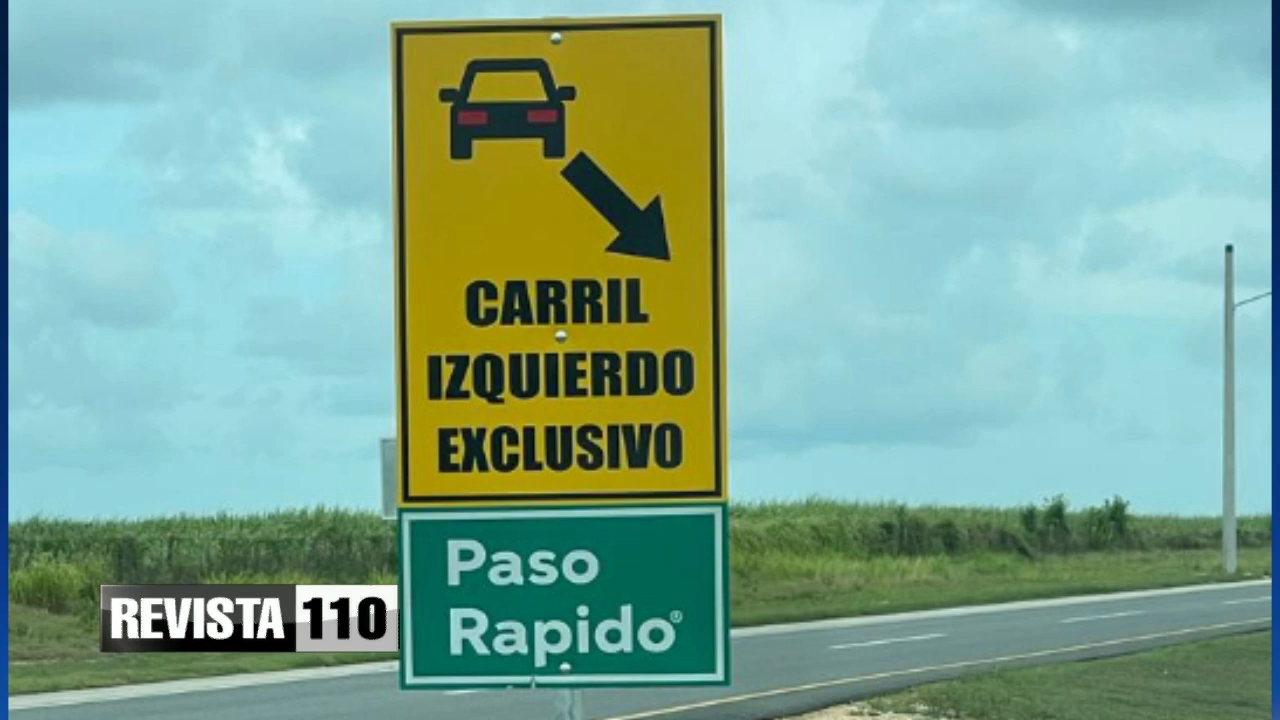 CARRIL
IZQUIERDO
EXCLUSIVO
Paso
Rapido®
REVISTA 110